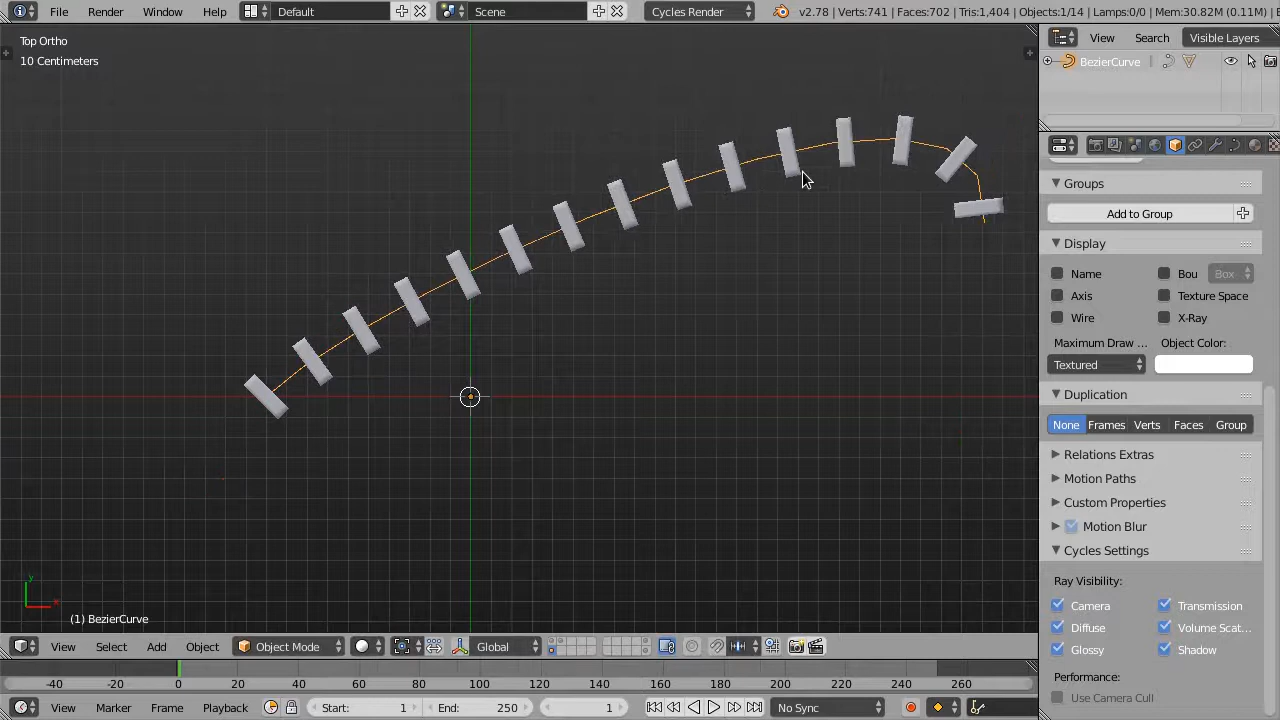 File Render Window Help Default Scene Cycles Render v2.78 | Verts:741 | Faces:702 | Tris:1,404 | Objects:1/14 | Lamps:0/0 | Mem:30.82M (0.11M)
Top Ortho
10 Centimeters
View Search Visible Layers
BezierCurve
Groups
Add to Group
Display
Name Bou Box
Axis Texture Space
Wire X-Ray
Maximum Draw ... Object Color:
Textured
Duplication
None Frames Verts Faces Group
Relations Extras
Motion Paths
Custom Properties
Motion Blur
Cycles Settings
Ray Visibility:
Camera Transmission
Diffuse Volume Scat...
Glossy Shadow
Performance:
Use Camera Cull
y
x
(1) BezierCurve
View Select Add Object Object Mode Global
-40 -20 0 20 40 60 80 100 120 140 160 180 200 220 240 260
View Marker Frame Playback Start: 1 End: 250 1 No Sync